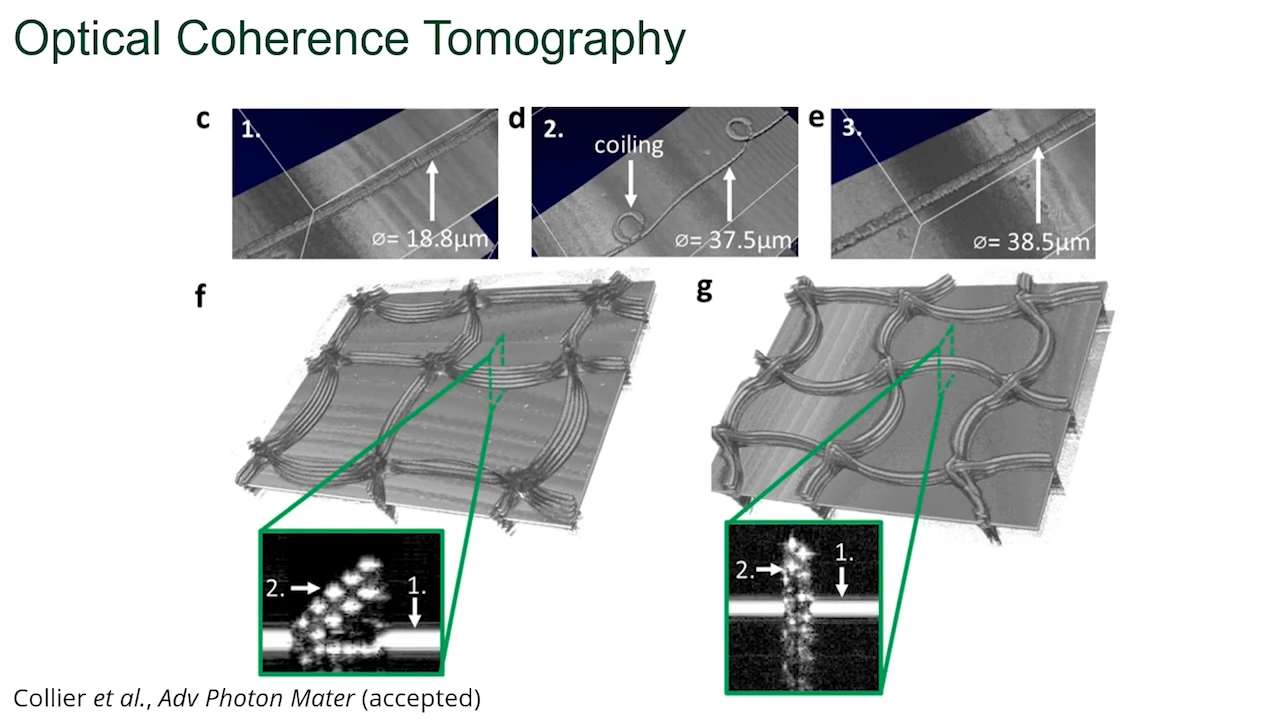 Optical Coherence Tomography
c 1. ⌀= 18.8µm
d 2. coiling ⌀= 37.5µm
e 3. ⌀= 38.5µm
f
2. 1.
g
2. 1.
Collier et al., Adv Photon Mater (accepted)